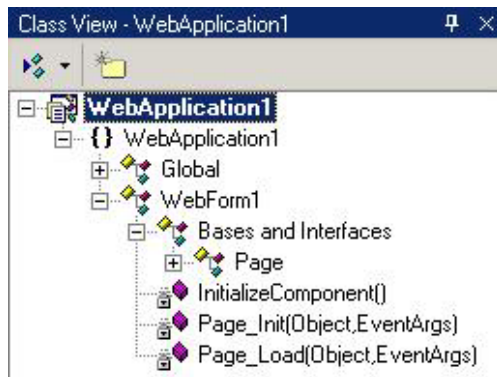 Class View - WebApplication1
WebApplication1
{} WebApplication1
Global
WebForm1
Bases and Interfaces
Page
InitializeComponent()
Page_Init(Object,EventArgs)
Page_Load(Object,EventArgs)